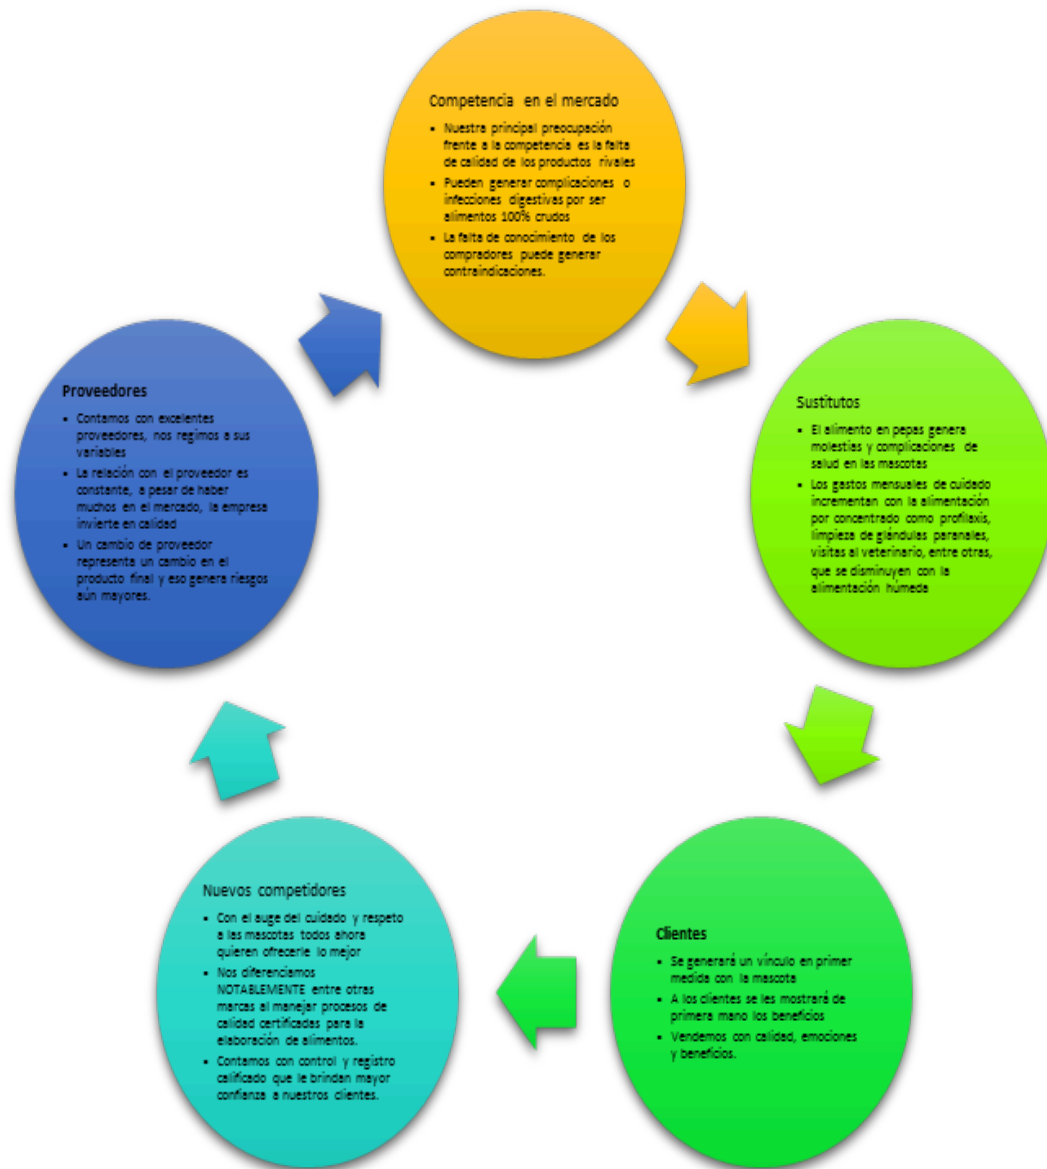 Competencia en el mercado
▪ Nuestra principal preocupación
frente a la competencia es la falta
de calidad de los productos rivales
▪ Pueden generar complicaciones o
infecciones digestivas por ser
alimentos 100% crudos
▪ La falta de conocimiento de los
compradores puede generar
contraindicaciones.
Sustitutos
▪ El alimento en pepas genera
molestias y complicaciones de
salud en las mascotas
▪ Los gastos mensuales de cuidado
incrementan con la alimentación
por concentrado como profilaxis,
limpieza de glándulas paranales,
visitas al veterinario, entre otras,
que se disminuyen con la
alimentación húmeda
Clientes
▪ Se generará un vínculo en primer
medida con la mascota
▪ A los clientes se les mostrará de
primera mano los beneficios
▪ Vendemos con calidad, emociones
y beneficios.
Nuevos competidores
▪ Con el auge del cuidado y respeto
a las mascotas todos ahora
quieren ofrecerle lo mejor
▪ Nos diferenciamos
NOTABLEMENTE entre otras
marcas al manejar procesos de
calidad certificadas para la
elaboración de alimentos.
▪ Contamos con control y registro
calificado que le brindan mayor
confianza a nuestros clientes.
Proveedores
▪ Contamos con excelentes
proveedores, nos regimos a sus
variables
▪ La relación con el proveedor es
constante, a pesar de haber
muchos en el mercado, la empresa
invierte en calidad
▪ Un cambio de proveedor
representa un cambio en el
producto final y eso genera riesgos
aún mayores.